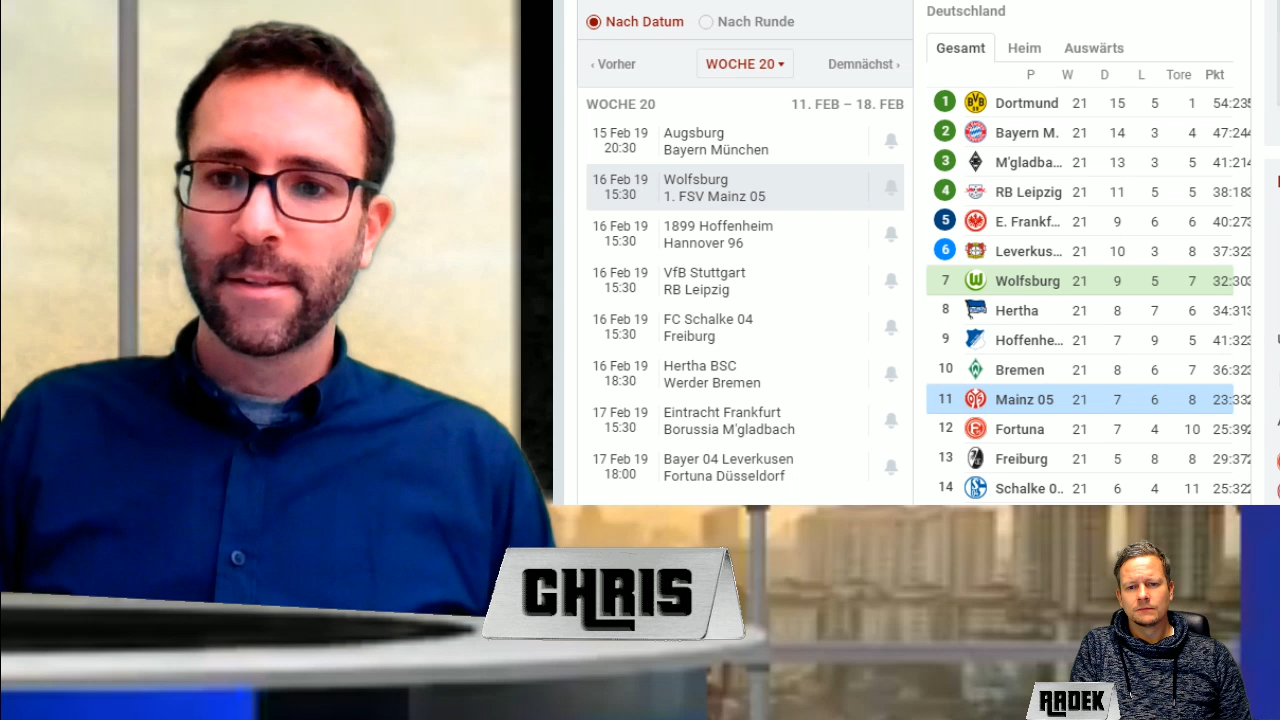 Nach Datum Nach Runde
‹ Vorher WOCHE 20 Demnächst ›
WOCHE 20 11. FEB – 18. FEB
15 Feb 19 Augsburg
20:30 Bayern München
16 Feb 19 Wolfsburg
15:30 1. FSV Mainz 05
16 Feb 19 1899 Hoffenheim
15:30 Hannover 96
16 Feb 19 VfB Stuttgart
15:30 RB Leipzig
16 Feb 19 FC Schalke 04
15:30 Freiburg
16 Feb 19 Hertha BSC
18:30 Werder Bremen
17 Feb 19 Eintracht Frankfurt
15:30 Borussia M'gladbach
17 Feb 19 Bayer 04 Leverkusen
18:00 Fortuna Düsseldorf
Deutschland
Gesamt Heim Auswärts
P W D L Tore Pkt
1 Dortmund 21 15 5 1 54:23
2 Bayern M. 21 14 3 4 47:24
3 M'gladba... 21 13 3 5 41:21
4 RB Leipzig 21 11 5 5 38:18
5 E. Frankf... 21 9 6 6 40:27
6 Leverkus... 21 10 3 8 37:32
7 Wolfsburg 21 9 5 7 32:30
8 Hertha 21 8 7 6 34:31
9 Hoffenhe... 21 7 9 5 41:32
10 Bremen 21 8 6 7 36:32
11 Mainz 05 21 7 6 8 23:33
12 Fortuna 21 7 4 10 25:39
13 Freiburg 21 5 8 8 29:37
14 Schalke 0.. 21 6 4 11 25:32
CHRIS
RADEK